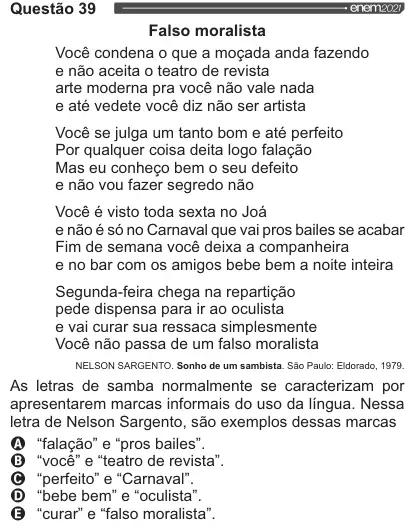 Questão 39 enem2021
Falso moralista
Você condena o que a moçada anda fazendo
e não aceita o teatro de revista
arte moderna pra você não vale nada
e até vedete você diz não ser artista
Você se julga um tanto bom e até perfeito
Por qualquer coisa deita logo falação
Mas eu conheço bem o seu defeito
e não vou fazer segredo não
Você é visto toda sexta no Joá
e não é só no Carnaval que vai pros bailes se acabar
Fim de semana você deixa a companheira
e no bar com os amigos bebe bem a noite inteira
Segunda-feira chega na repartição
pede dispensa para ir ao oculista
e vai curar sua ressaca simplesmente
Você não passa de um falso moralista
NELSON SARGENTO. Sonho de um sambista. São Paulo: Eldorado, 1979.
As letras de samba normalmente se caracterizam por
apresentarem marcas informais do uso da língua. Nessa
letra de Nelson Sargento, são exemplos dessas marcas
A "falação" e "pros bailes".
B "você" e "teatro de revista".
C "perfeito" e "Carnaval".
D "bebe bem" e "oculista".
E "curar" e "falso moralista".